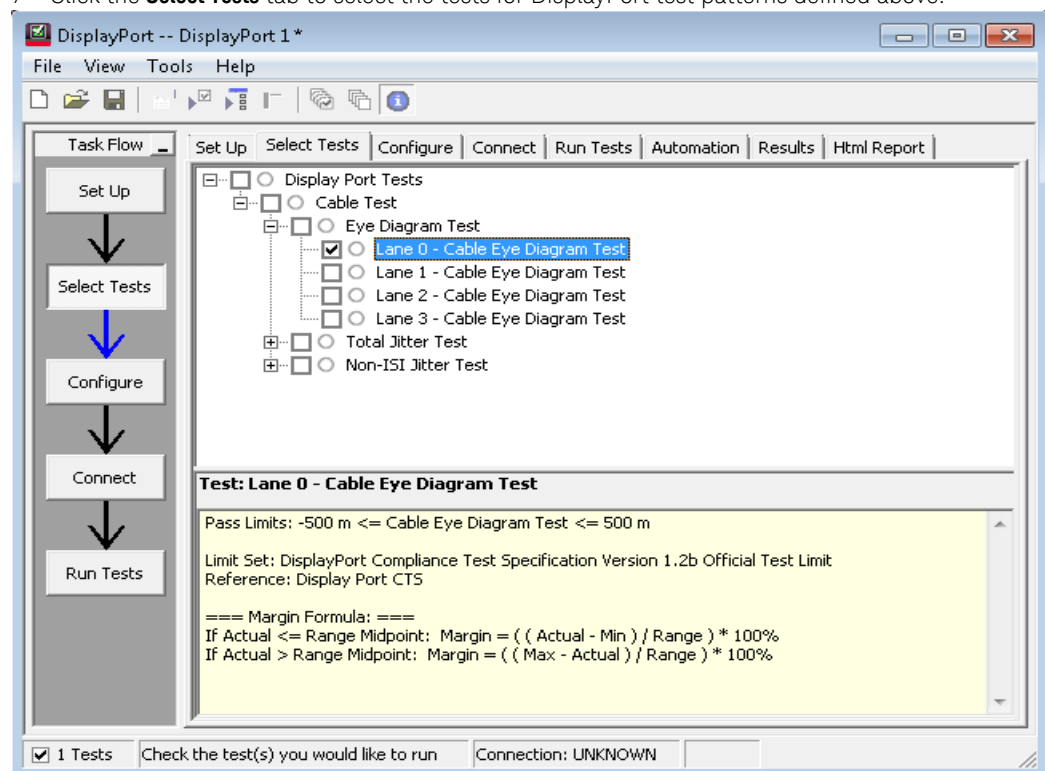 Click the Select Tests tab to select the tests for DisplayPort test patterns defined above.
DisplayPort -- DisplayPort 1*
File View Tools Help
Task Flow
Set Up
Select Tests
Configure
Connect
Run Tests
Set Up Select Tests Configure Connect Run Tests Automation Results Html Report
Display Port Tests
Cable Test
Eye Diagram Test
Lane 0 - Cable Eye Diagram Test
Lane 1 - Cable Eye Diagram Test
Lane 2 - Cable Eye Diagram Test
Lane 3 - Cable Eye Diagram Test
Total Jitter Test
Non-ISI Jitter Test
Test: Lane 0 - Cable Eye Diagram Test
Pass Limits: -500 m <= Cable Eye Diagram Test <= 500 m
Limit Set: DisplayPort Compliance Test Specification Version 1.2b Official Test Limit
Reference: Display Port CTS
=== Margin Formula: ===
If Actual <= Range Midpoint: Margin = ( ( Actual - Min ) / Range ) * 100%
If Actual > Range Midpoint: Margin = ( ( Max - Actual ) / Range ) * 100%
1 Tests Check the test(s) you would like to run Connection: UNKNOWN